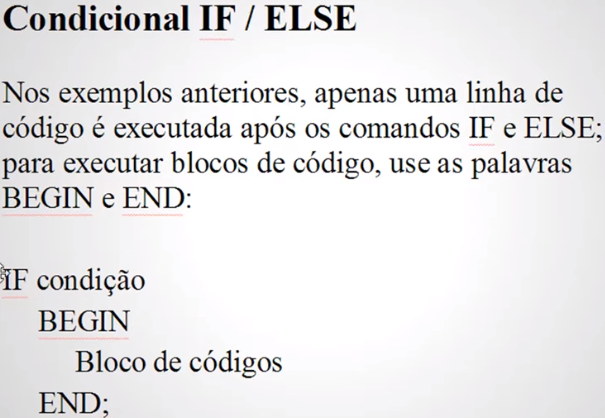 Condicional IF / ELSE
Nos exemplos anteriores, apenas uma linha de
código é executada após os comandos IF e ELSE;
para executar blocos de código, use as palavras
BEGIN e END:
IF condição
BEGIN
Bloco de códigos
END;